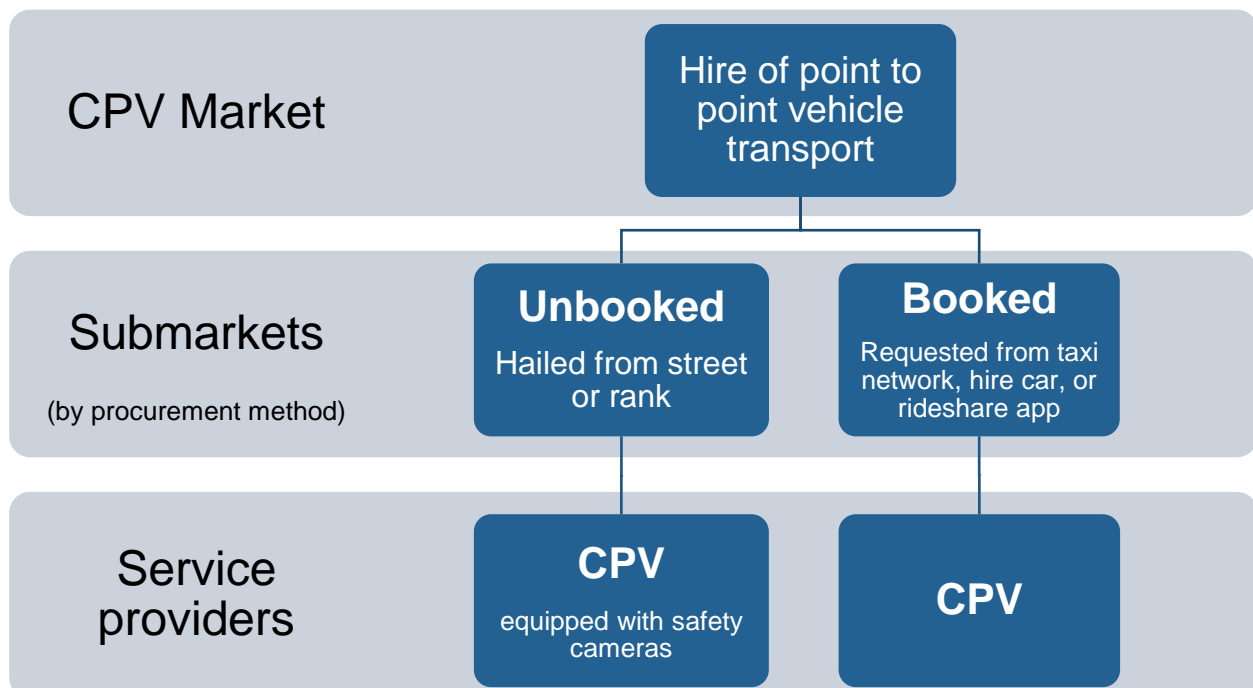 CPV Market
Hire of point to
point vehicle
transport
Submarkets
(by procurement method)
Unbooked
Hailed from street
or rank
Booked
Requested from taxi
network, hire car, or
rideshare app
Service
providers
CPV
equipped with safety
cameras
CPV